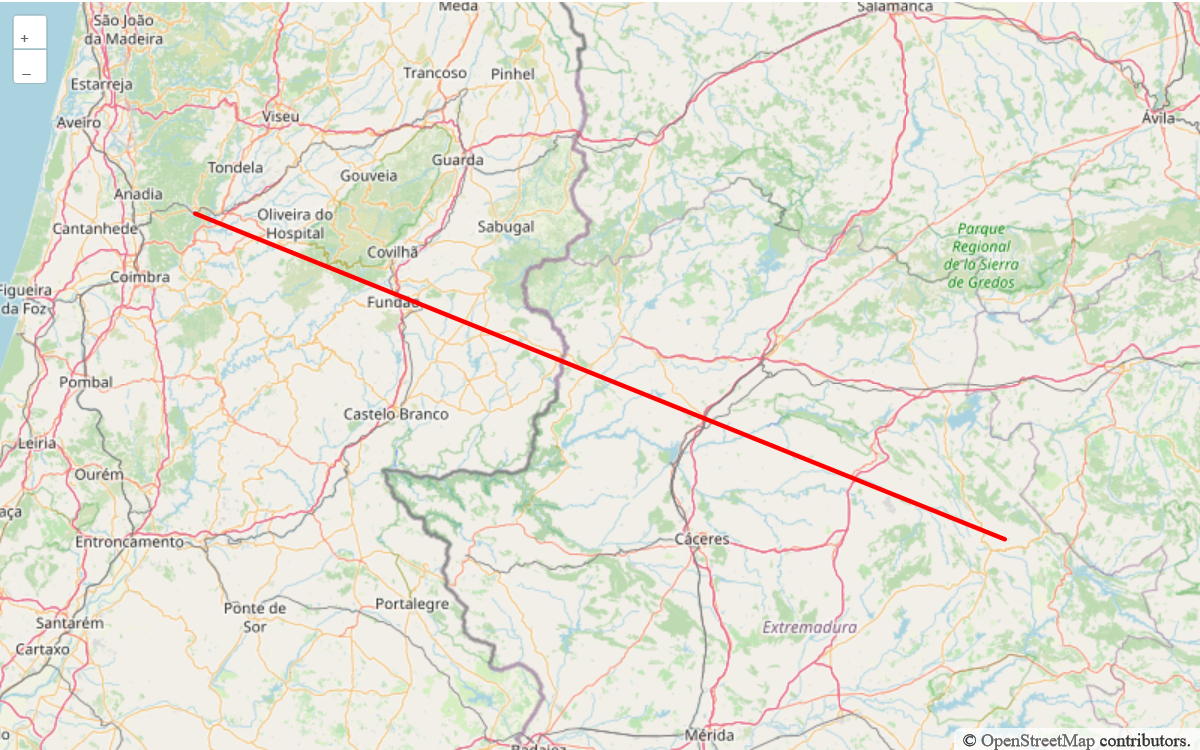 Meda
Salamanca
São João
da Madeira
+
–
Estarreja
Trancoso
Pinhel
Aveiro
Viseu
Ávila
Tondela
Guarda
Gouveia
Anadia
Oliveira do
Hospital
Cantanhede
Sabugal
Parque
Regional
de la Sierra
de Gredos
Covilhã
Coimbra
Figueira
da Foz
Fundão
Pombal
Castelo Branco
Leiria
Ourém
aça
Entroncamento
Cáceres
Ponte de
Sor
Portalegre
Santarém
Extremadura
Cartaxo
Mérida
Badajoz
© OpenStreetMap contributors.